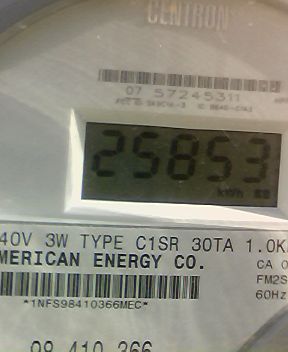 CENTRON
07 57245311
25853
kWh
40V 3W TYPE C1SR 30TA 1.0K
MERICAN ENERGY CO.
CA 0
FM2S
*1NFS98410366MEC*
60Hz
98 410 366